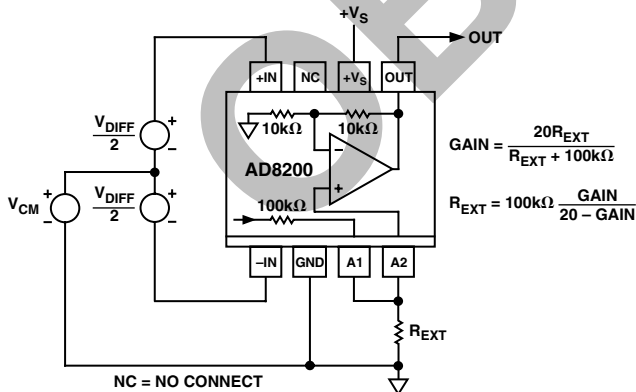 +VS
OUT
+IN
NC
+VS
OUT
10kΩ
10kΩ
VDIFF
2
+
−
−
AD8200
+
GAIN = 20REXT
REXT + 100kΩ
VCM
+
−
VDIFF
2
+
−
100kΩ
REXT = 100kΩ GAIN
20 – GAIN
–IN
GND
A1
A2
REXT
NC = NO CONNECT